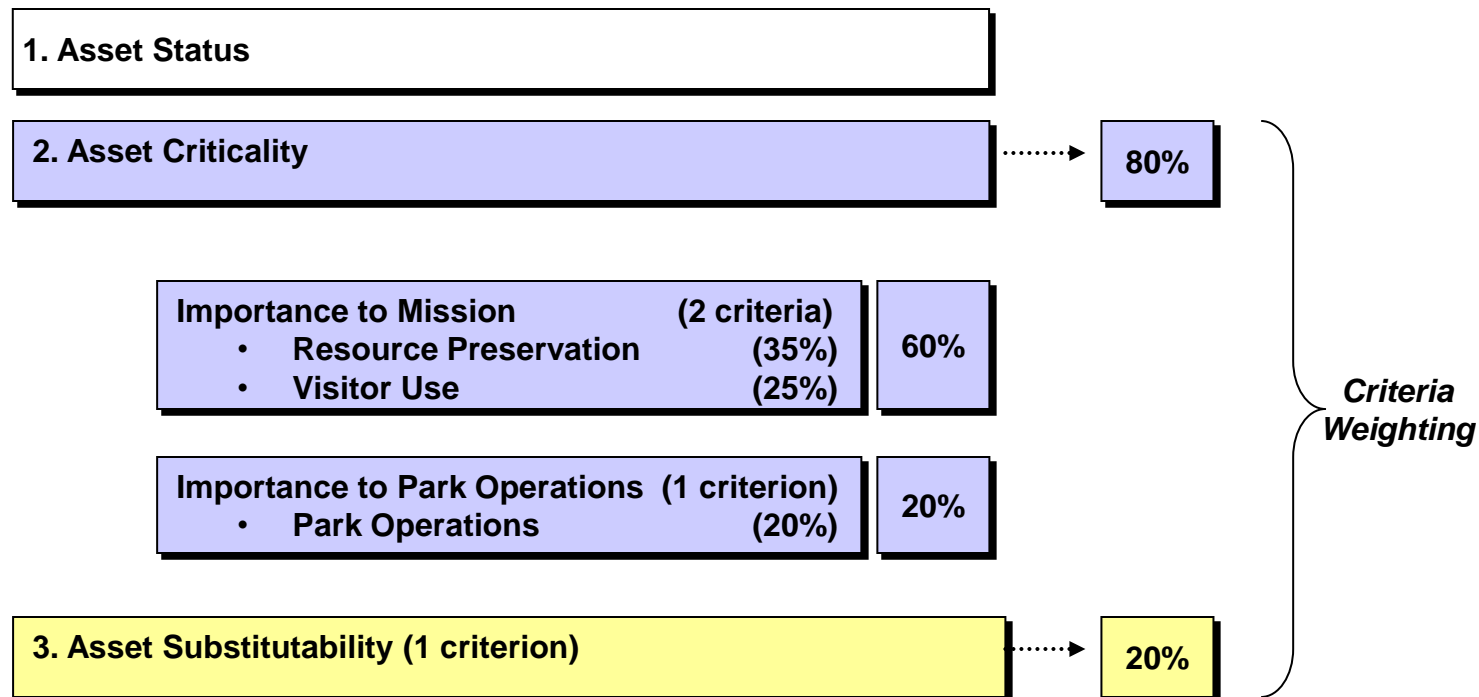 1. Asset Status
2. Asset Criticality
80%
Importance to Mission (2 criteria)
• Resource Preservation (35%)
• Visitor Use (25%)
60%
Importance to Park Operations (1 criterion)
• Park Operations (20%)
20%
Criteria
Weighting
3. Asset Substitutability (1 criterion)
20%